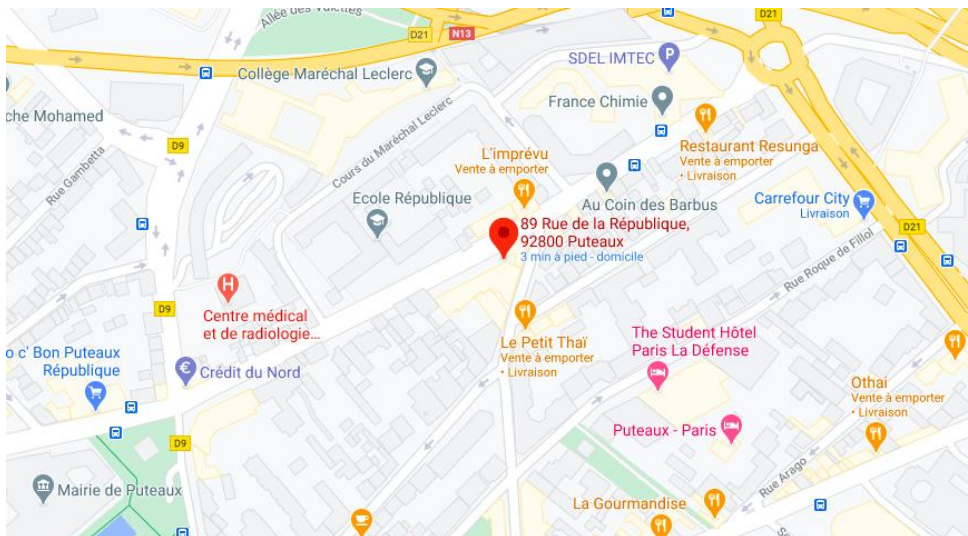 Allée des Valettes
D21
N13
D21
SDEL IMTEC
Collège Maréchal Leclerc
France Chimie
che Mohamed
D9
Cours du Maréchal Leclerc
Restaurant Resunga
Vente à emporter
• Livraison
L'imprévu
Vente à emporter
Rue Gambetta
Ecole République
Au Coin des Barbus
Carrefour City
Livraison
D21
89 Rue de la République,
92800 Puteaux
3 min à pied - domicile
Rue Roque de Fillol
D9
Centre médical
et de radiologie...
Le Petit Thaï
Vente à emporter
• Livraison
The Student Hôtel
Paris La Défense
o c' Bon Puteaux
République
Crédit du Nord
Othai
Vente à emporter
• Livraison
Puteaux - Paris
D9
Mairie de Puteaux
Rue Arago
La Gourmandise